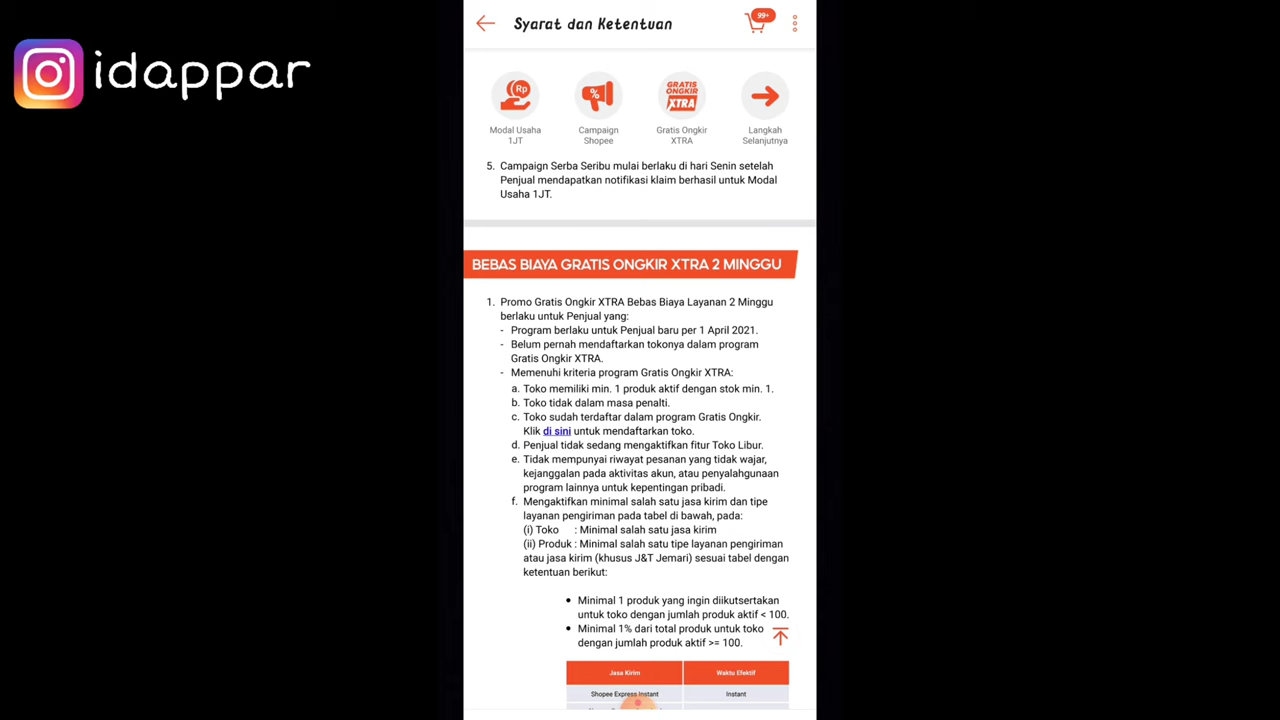 idappar
Syarat dan Ketentuan
99+
Rp
%
GRATIS
ONGKIR
XTRA
Modal Usaha
1JT
Campaign
Shopee
Gratis Ongkir
XTRA
Langkah
Selanjutnya
5. Campaign Serba Seribu mulai berlaku di hari Senin setelah
Penjual mendapatkan notifikasi klaim berhasil untuk Modal
Usaha 1JT.
BEBAS BIAYA GRATIS ONGKIR XTRA 2 MINGGU
1. Promo Gratis Ongkir XTRA Bebas Biaya Layanan 2 Minggu
berlaku untuk Penjual yang:
- Program berlaku untuk Penjual baru per 1 April 2021.
- Belum pernah mendaftarkan tokonya dalam program
Gratis Ongkir XTRA.
- Memenuhi kriteria program Gratis Ongkir XTRA:
a. Toko memiliki min. 1 produk aktif dengan stok min. 1.
b. Toko tidak dalam masa penalti.
c. Toko sudah terdaftar dalam program Gratis Ongkir.
Klik di sini untuk mendaftarkan toko.
d. Penjual tidak sedang mengaktifkan fitur Toko Libur.
e. Tidak mempunyai riwayat pesanan yang tidak wajar,
kejanggalan pada aktivitas akun, atau penyalahgunaan
program lainnya untuk kepentingan pribadi.
f. Mengaktifkan minimal salah satu jasa kirim dan tipe
layanan pengiriman pada tabel di bawah, pada:
(i) Toko : Minimal salah satu jasa kirim
(ii) Produk : Minimal salah satu tipe layanan pengiriman
atau jasa kirim (khusus J&T Jemari) sesuai tabel dengan
ketentuan berikut:
• Minimal 1 produk yang ingin diikutsertakan
untuk toko dengan jumlah produk aktif < 100.
• Minimal 1% dari total produk untuk toko
dengan jumlah produk aktif >= 100.
Jasa Kirim Waktu Efektif
Shopee Express Instant Instant